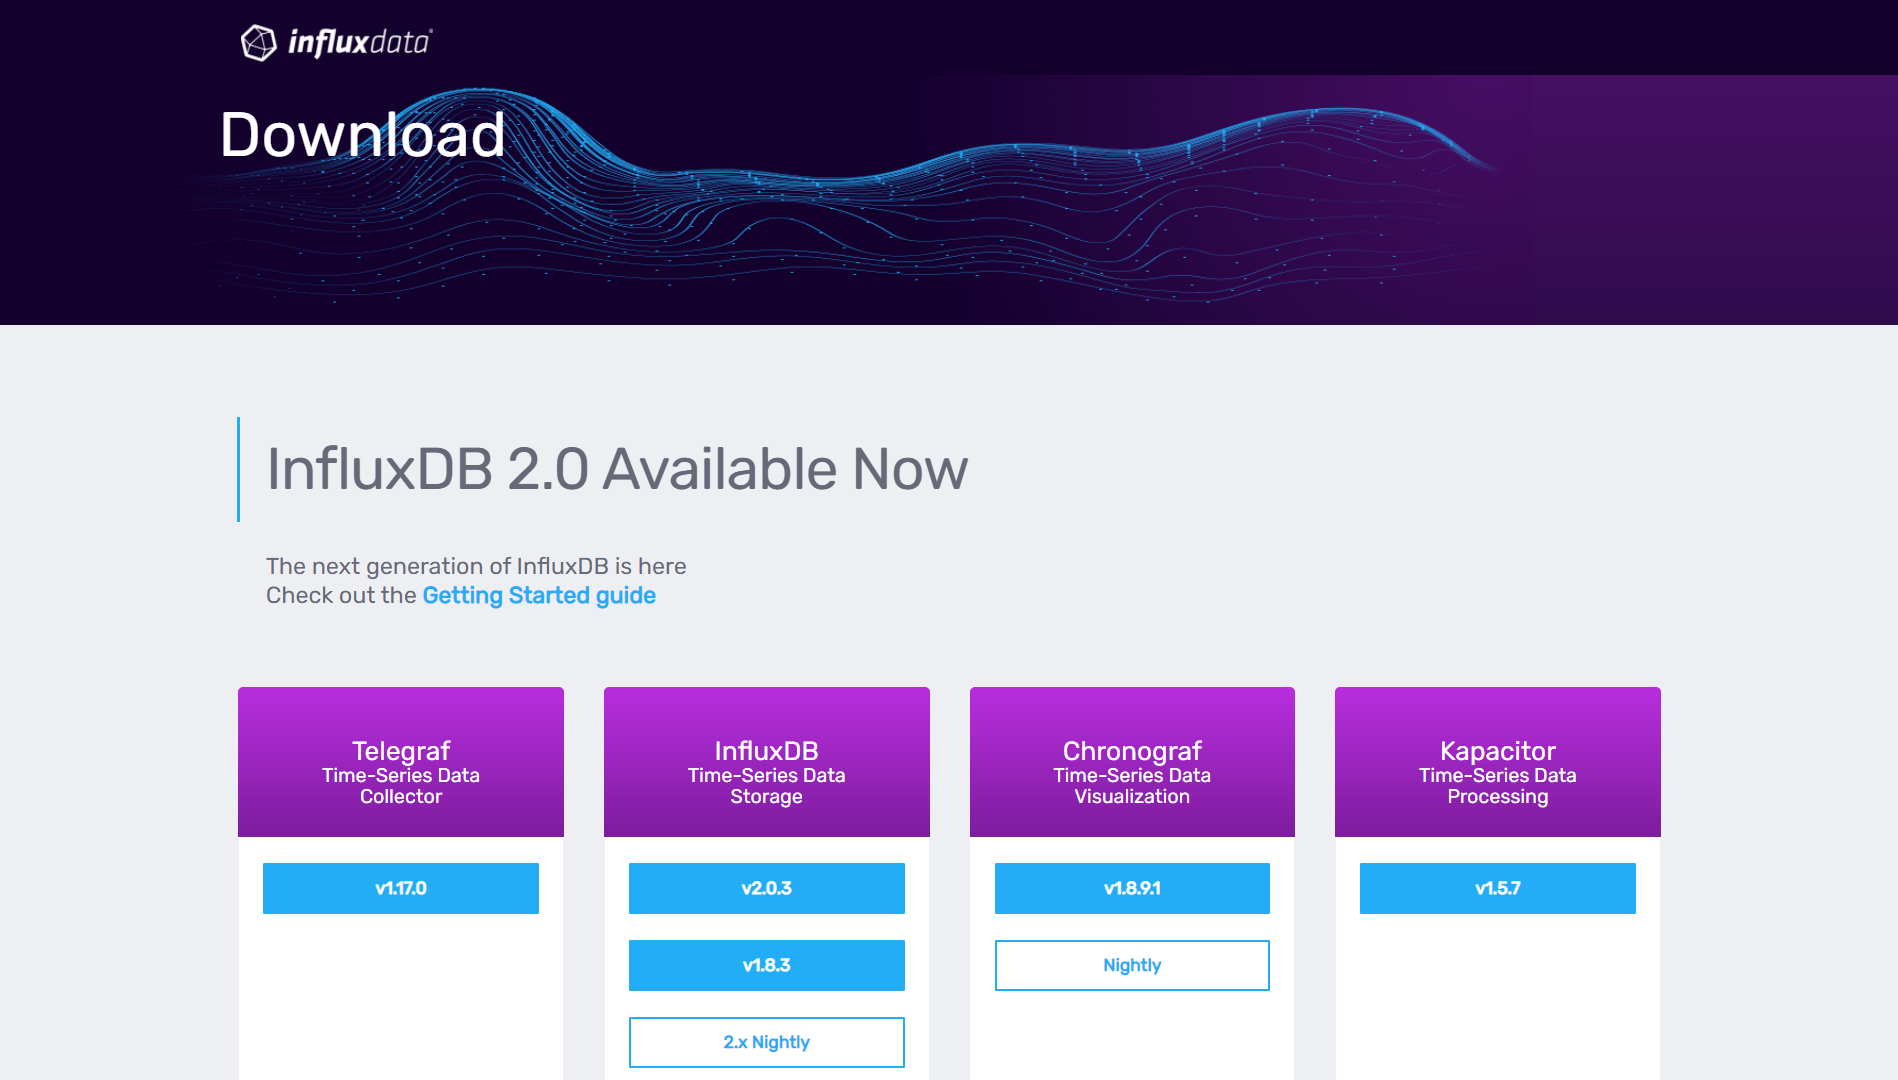 influxdata
Download
InfluxDB 2.0 Available Now
The next generation of InfluxDB is here
Check out the Getting Started guide
Telegraf
Time-Series Data
Collector
v1.17.0
InfluxDB
Time-Series Data
Storage
v2.0.3
v1.8.3
2.x Nightly
Chronograf
Time-Series Data
Visualization
v1.8.9.1
Nightly
Kapacitor
Time-Series Data
Processing
v1.5.7